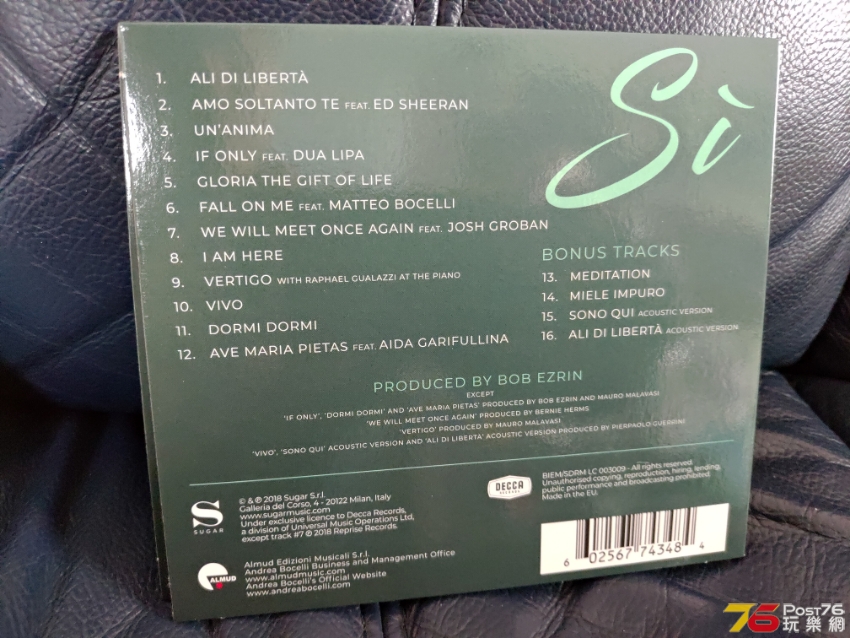 Sì
1. ALI DI LIBERTÀ
2. AMO SOLTANTO TE FEAT. ED SHEERAN
3. UN'ANIMA
4. IF ONLY FEAT. DUA LIPA
5. GLORIA THE GIFT OF LIFE
6. FALL ON ME FEAT. MATTEO BOCELLI
7. WE WILL MEET ONCE AGAIN FEAT. JOSH GROBAN
8. I AM HERE
9. VERTIGO WITH RAPHAEL GUALAZZI AT THE PIANO
10. VIVO
11. DORMI DORMI
12. AVE MARIA PIETAS FEAT. AIDA GARIFULLINA
BONUS TRACKS
13. MEDITATION
14. MIELE IMPURO
15. SONO QUI ACOUSTIC VERSION
16. ALI DI LIBERTÀ ACOUSTIC VERSION
PRODUCED BY BOB EZRIN
EXCEPT
'IF ONLY', 'DORMI DORMI' AND 'AVE MARIA PIETAS' PRODUCED BY BOB EZRIN AND MAURO MALAVASI
'WE WILL MEET ONCE AGAIN' PRODUCED BY BERNIE HERMS
'VERTIGO' PRODUCED BY MAURO MALAVASI
'VIVO', 'SONO QUI' ACOUSTIC VERSION AND 'ALI DI LIBERTÀ' ACOUSTIC VERSION PRODUCED BY PIERPAOLO GUERRINI
S
SUGAR
© & ℗ 2018 Sugar S.r.l.
Galleria del Corso, 4 - 20122 Milan, Italy
www.sugarmusic.com
Under exclusive licence to Decca Records,
a division of Universal Music Operations Ltd,
except track #7 ℗ 2018 Reprise Records.
DECCA
RECORDS
BIEM/SDRM LC 003009 - All rights reserved.
Unauthorised copying, reproduction, hiring, lending,
public performance and broadcasting prohibited.
Made in the EU.
ALMUD
Almud Edizioni Musicali S.r.l.
Andrea Bocelli Business and Management Office
www.almudmusic.com
Andrea Bocelli's Official Website
www.andreabocelli.com
6 02567 74348 4
76 Post76
玩樂網